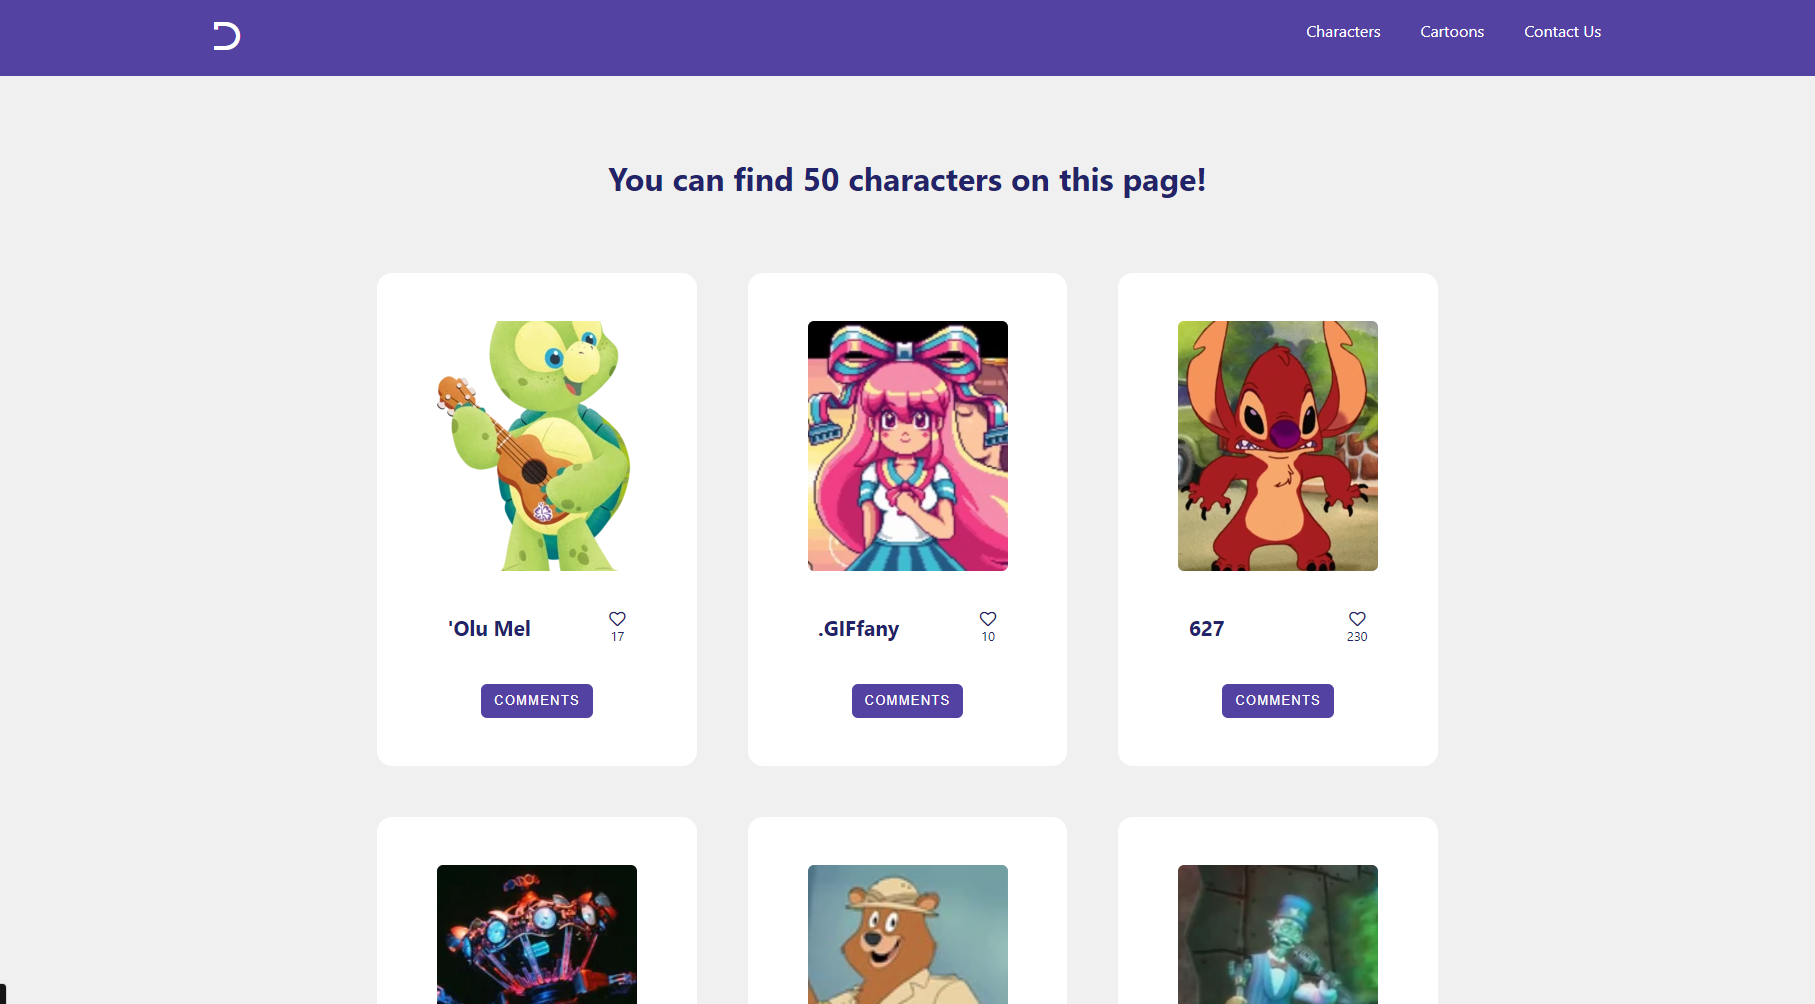 Characters
Cartoons
Contact Us
You can find 50 characters on this page!
'Olu Mel
17
COMMENTS
.GIFfany
10
COMMENTS
627
230
COMMENTS